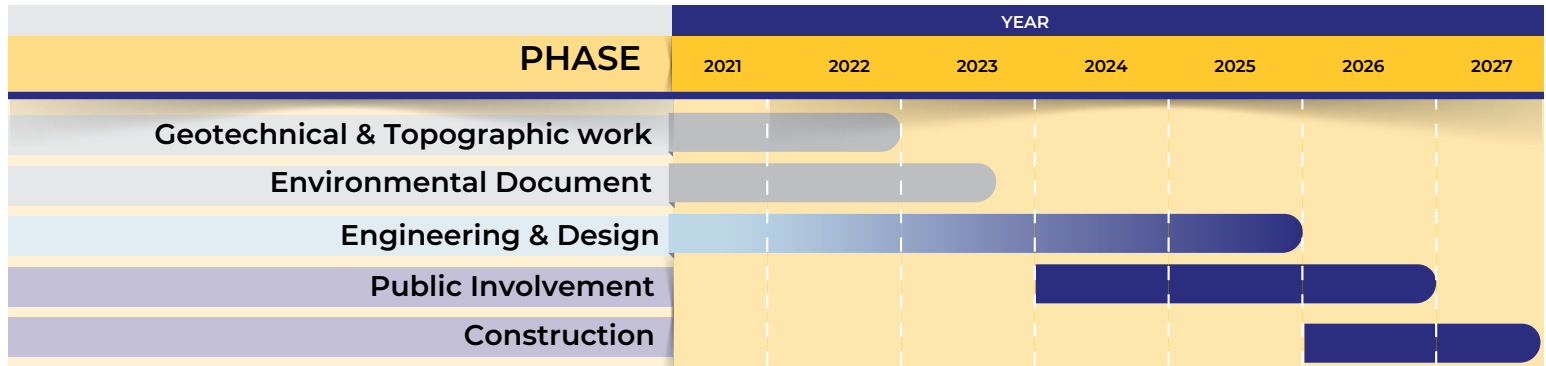 YEAR
PHASE 2021 2022 2023 2024 2025 2026 2027
Geotechnical & Topographic work
Environmental Document
Engineering & Design
Public Involvement
Construction